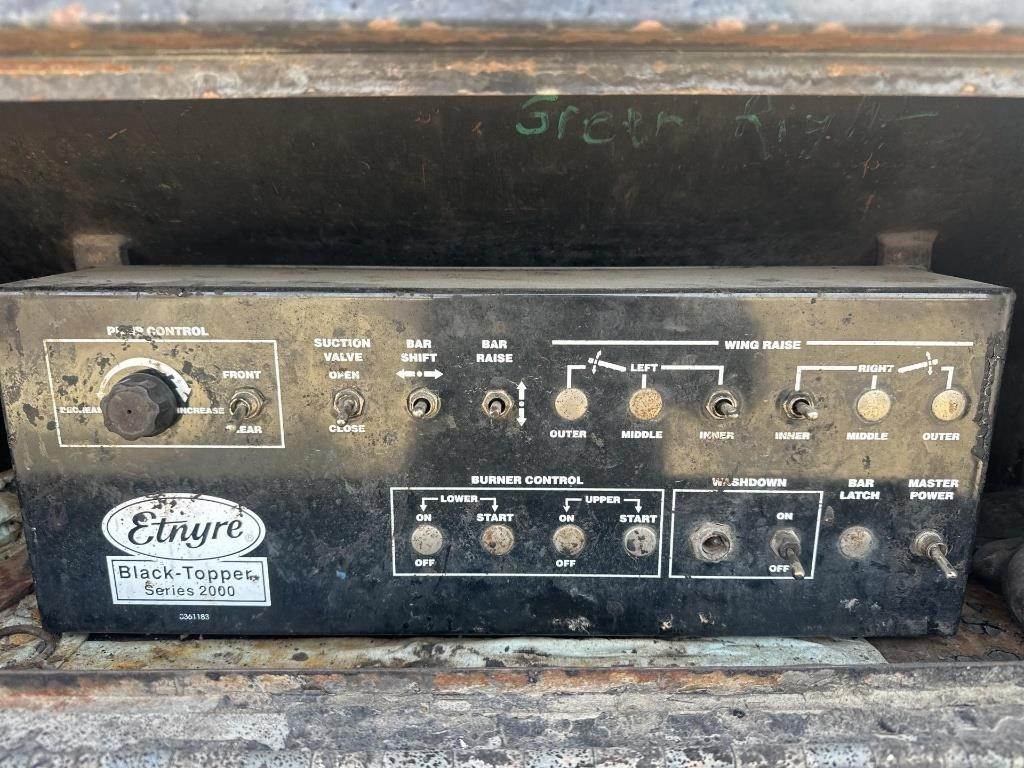 Green Right
PUMP CONTROL
FRONT
DECREASE
INCREASE
REAR
SUCTION
VALVE
OPEN
CLOSE
BAR
SHIFT
BAR
RAISE
WING RAISE
LEFT
RIGHT
OUTER
MIDDLE
INNER
INNER
MIDDLE
OUTER
BURNER CONTROL
LOWER
UPPER
ON
START
ON
START
OFF
OFF
WASHDOWN
ON
OFF
BAR
LATCH
MASTER
POWER
Etnyre ®
Black-Topper
Series 2000
3361183